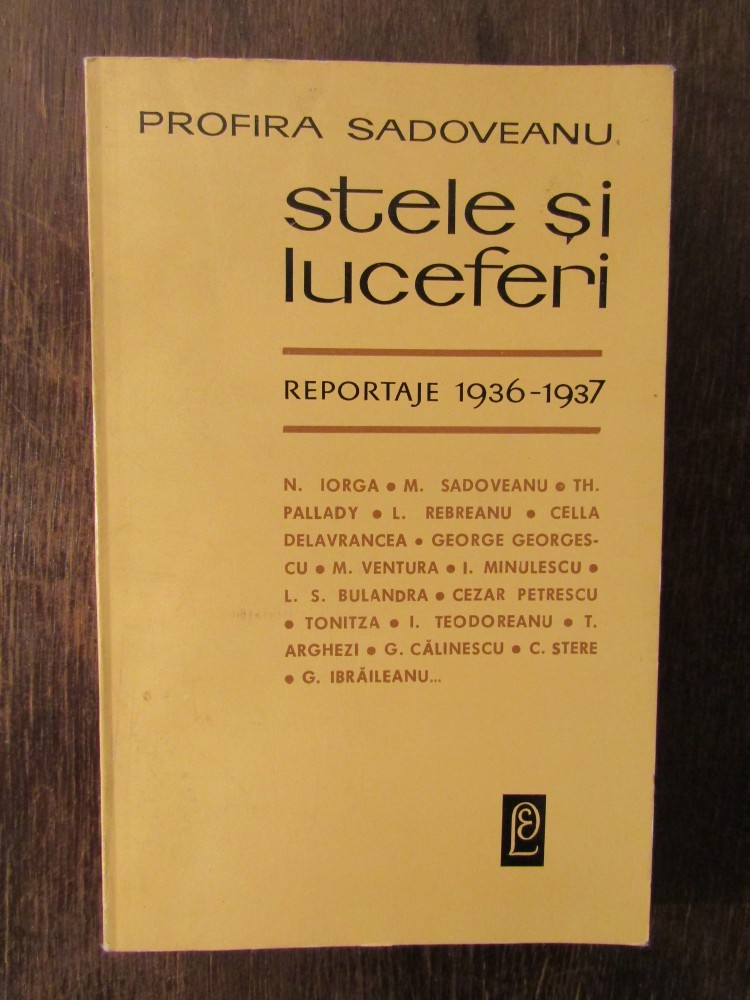 PROFIRA SADOVEANU
stele și
luceferi
REPORTAJE 1936-1937
N. IORGA ● M. SADOVEANU ● TH.
PALLADY ● L. REBREANU ● CELLA
DELAVRANCEA ● GEORGE GEORGES-
CU ● M. VENTURA ● I. MINULESCU ●
L. S. BULANDRA ● CEZAR PETRESCU
● TONITZA ● I. TEODOREANU ● T.
ARGHEZI ● G. CĂLINESCU ● C. STERE
● G. IBRĂILEANU...